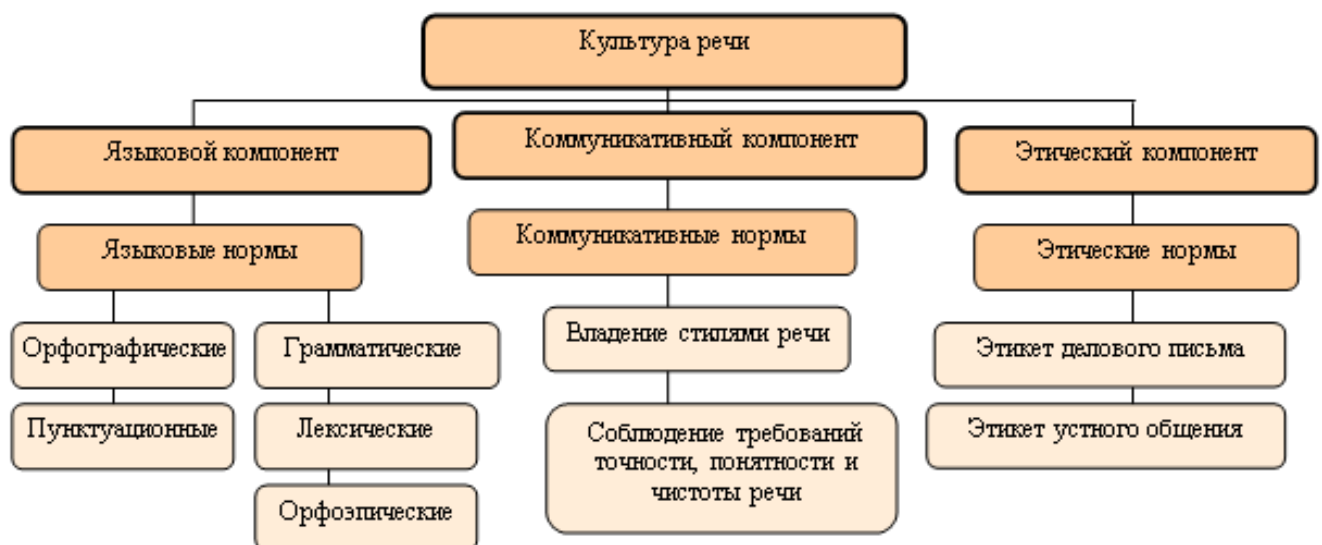 Культура речи
Языковой компонент
Коммуникативный компонент
Этический компонент
Языковые нормы
Коммуникативные нормы
Этические нормы
Орфографические
Грамматические
Владение стилями речи
Этикет делового письма
Пунктуационные
Лексические
Соблюдение требований
точности, понятности и
чистоты речи
Этикет устного общения
Орфоэпические